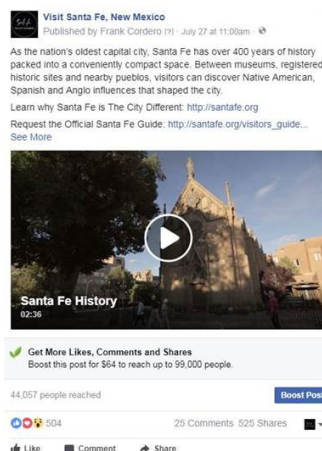 Visit Santa Fe, New Mexico
Published by Frank Cordero [?] · July 27 at 11:00am ·
As the nation's oldest capital city, Santa Fe has over 400 years of history
packed into a conveniently compact space. Between museums, registered
historic sites and nearby pueblos, visitors can discover Native American,
Spanish and Anglo influences that shaped the city.
Learn why Santa Fe is The City Different: http://santafe.org
Request the Official Santa Fe Guide: http://santafe.org/visitors_guide...
See More
Santa Fe History
02:36
Get More Likes, Comments and Shares
Boost this post for $64 to reach up to 99,000 people.
44,057 people reached
Boost Post
504
25 Comments 525 Shares
Like Comment Share